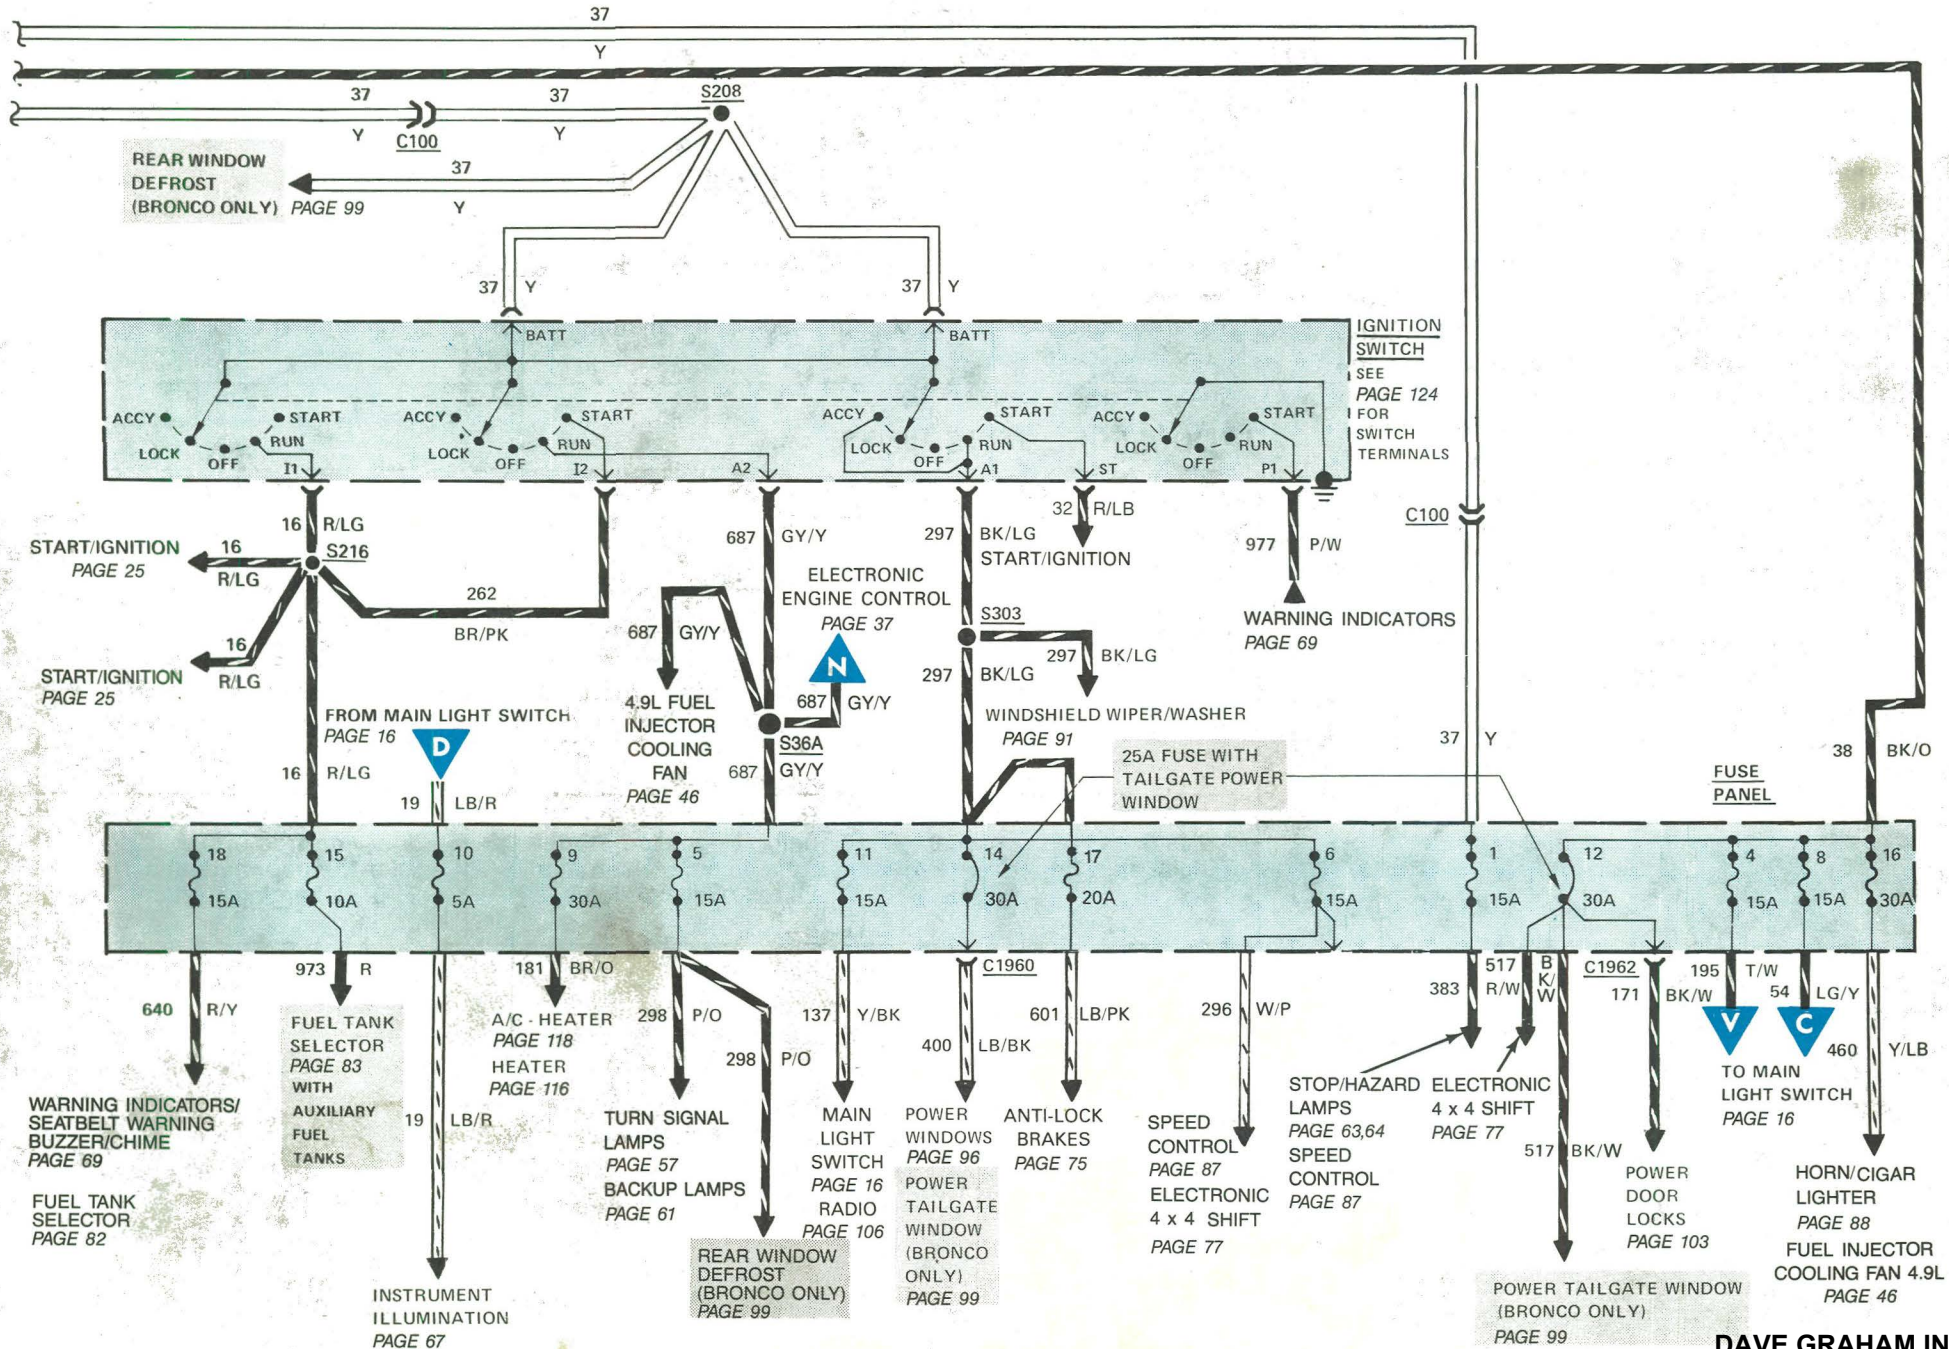 37
Y
37
Y
C100
37
Y
S208
37
Y
REAR WINDOW
DEFROST
(BRONCO ONLY) PAGE 99
37 Y
37 Y
BATT
BATT
IGNITION
SWITCH
SEE
PAGE 124
FOR
SWITCH
TERMINALS
ACCY
LOCK
OFF
RUN
START
I1
ACCY
LOCK
OFF
RUN
START
I2
A2
ACCY
LOCK
OFF
RUN
START
A1
ST
ACCY
LOCK
OFF
RUN
START
P1
16 R/LG
START/IGNITION
PAGE 25
16
R/LG
S216
262
BR/PK
16
R/LG
START/IGNITION
PAGE 25
687 GY/Y
297 BK/LG
32 R/LB
START/IGNITION
977 P/W
WARNING INDICATORS
PAGE 69
C100
ELECTRONIC
ENGINE CONTROL
PAGE 37
N
687 GY/Y
687 GY/Y
S36A
687 GY/Y
4.9L FUEL
INJECTOR
COOLING
FAN
PAGE 46
S303
297 BK/LG
297 BK/LG
WINDSHIELD WIPER/WASHER
PAGE 91
FROM MAIN LIGHT SWITCH
PAGE 16
D
16 R/LG
19 LB/R
25A FUSE WITH
TAILGATE POWER
WINDOW
37 Y
FUSE
PANEL
38 BK/O
18
15A
15
10A
10
5A
9
30A
5
15A
11
15A
14
30A
17
20A
6
15A
1
15A
12
30A
4
15A
8
15A
16
30A
640 R/Y
WARNING INDICATORS/
SEATBELT WARNING
BUZZER/CHIME
PAGE 69
FUEL TANK
SELECTOR
PAGE 82
973 R
FUEL TANK
SELECTOR
PAGE 83
WITH
AUXILIARY
FUEL
TANKS
19 LB/R
INSTRUMENT
ILLUMINATION
PAGE 67
181 BR/O
A/C - HEATER
PAGE 118
HEATER
PAGE 116
298 P/O
TURN SIGNAL
LAMPS
PAGE 57
BACKUP LAMPS
PAGE 61
298 P/O
REAR WINDOW
DEFROST
(BRONCO ONLY)
PAGE 99
137 Y/BK
MAIN
LIGHT
SWITCH
PAGE 16
RADIO
PAGE 106
C1960
400 LB/BK
POWER
WINDOWS
PAGE 96
POWER
TAILGATE
WINDOW
(BRONCO
ONLY)
PAGE 99
601 LB/PK
ANTI-LOCK
BRAKES
PAGE 75
296 W/P
SPEED
CONTROL
PAGE 87
ELECTRONIC
4 x 4 SHIFT
PAGE 77
383
STOP/HAZARD
LAMPS
PAGE 63,64
SPEED
CONTROL
PAGE 87
517
R/W
ELECTRONIC
4 x 4 SHIFT
PAGE 77
B
K/
W
517 BK/W
POWER TAILGATE WINDOW
(BRONCO ONLY)
PAGE 99
C1962
171 BK/W
POWER
DOOR
LOCKS
PAGE 103
195 T/W
V
54 LG/Y
C
TO MAIN
LIGHT SWITCH
PAGE 16
460 Y/LB
HORN/CIGAR
LIGHTER
PAGE 88
FUEL INJECTOR
COOLING FAN 4.9L
PAGE 46
DAVE GRAHAM IN